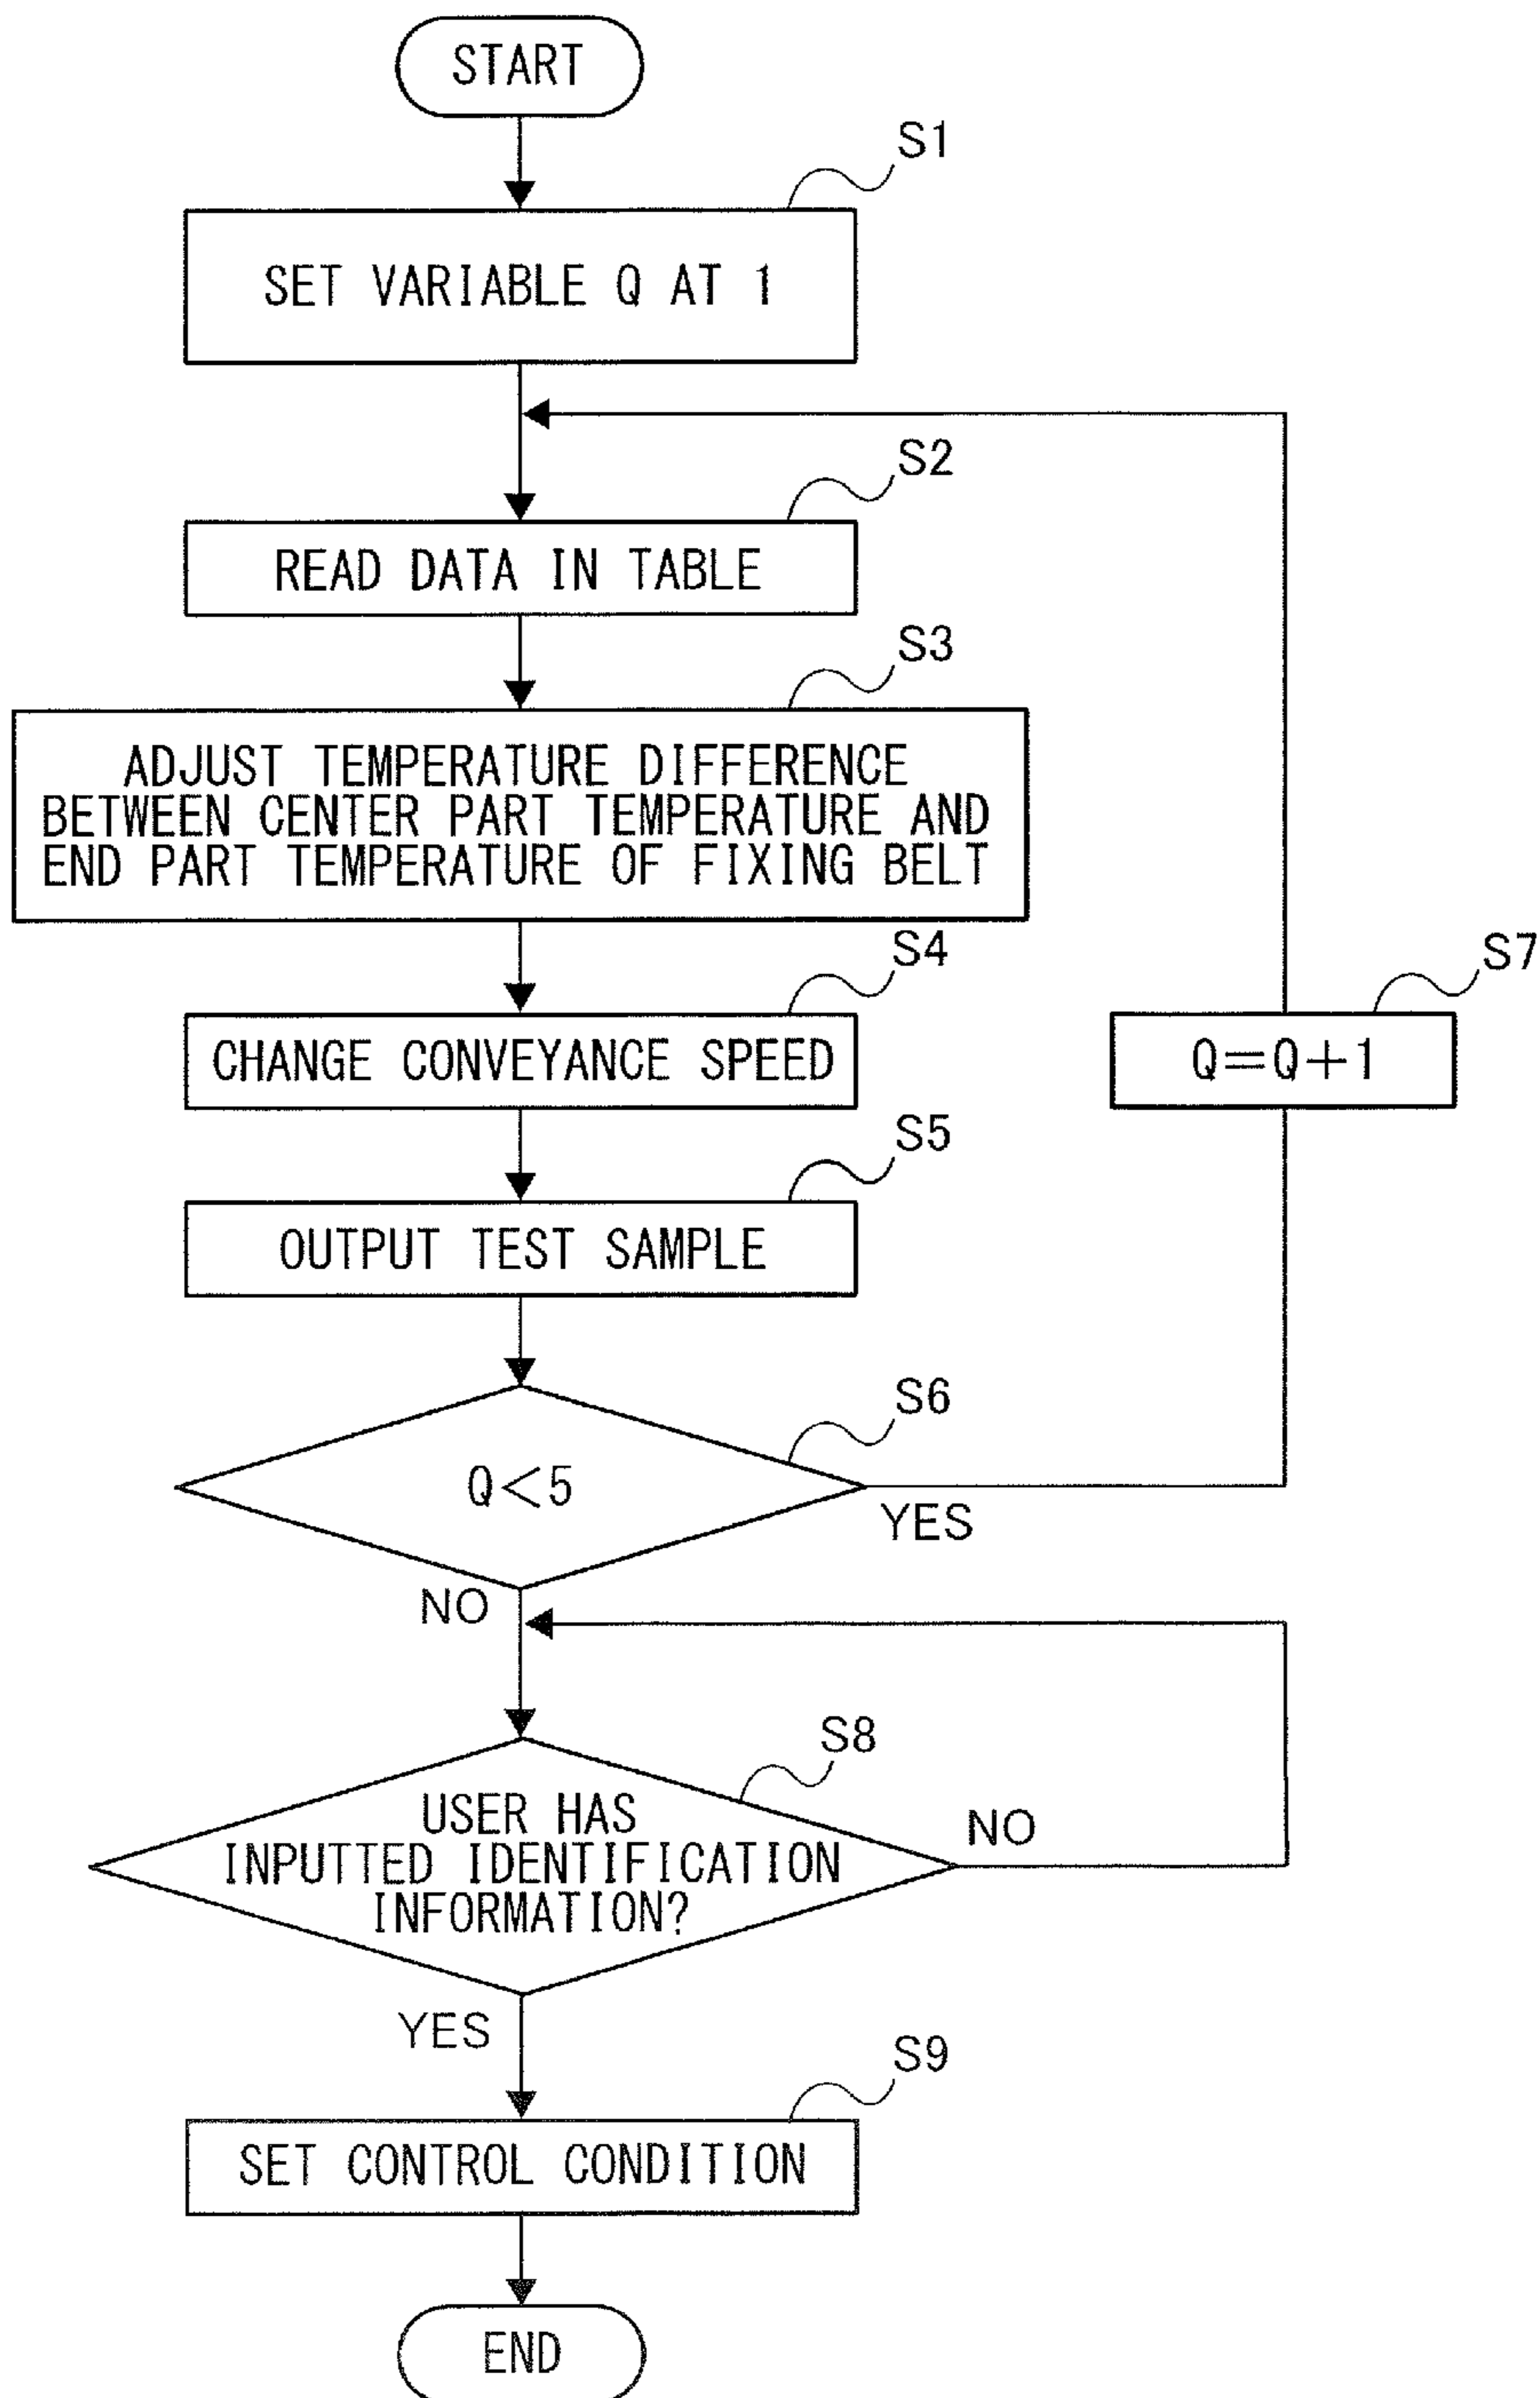 START
S1
SET VARIABLE Q AT 1
S2
READ DATA IN TABLE
S3
ADJUST TEMPERATURE DIFFERENCE
BETWEEN CENTER PART TEMPERATURE AND
END PART TEMPERATURE OF FIXING BELT
S4
CHANGE CONVEYANCE SPEED
S7
Q=Q+1
S5
OUTPUT TEST SAMPLE
S6
Q<5
YES
NO
S8
USER HAS
INPUTTED IDENTIFICATION
INFORMATION?
NO
YES
S9
SET CONTROL CONDITION
END